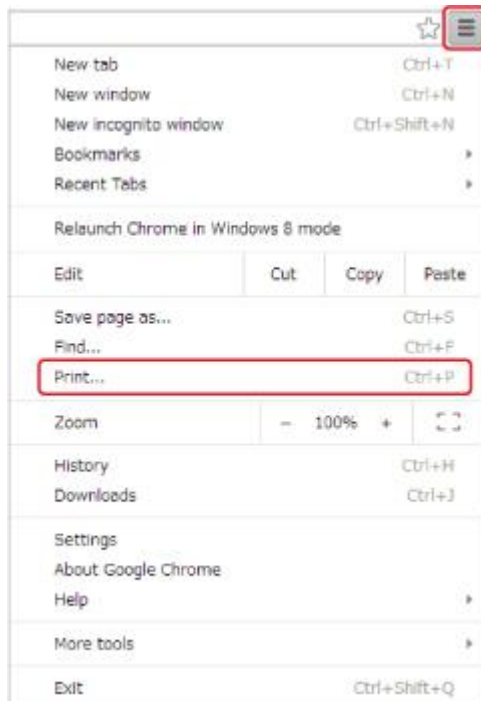 New tab Ctrl+T
New window Ctrl+N
New incognito window Ctrl+Shift+N
Bookmarks
Recent Tabs
Relaunch Chrome in Windows 8 mode
Edit Cut Copy Paste
Save page as... Ctrl+S
Find... Ctrl+F
Print... Ctrl+P
Zoom − 100% +
History Ctrl+H
Downloads Ctrl+J
Settings
About Google Chrome
Help
More tools
Exit Ctrl+Shift+Q